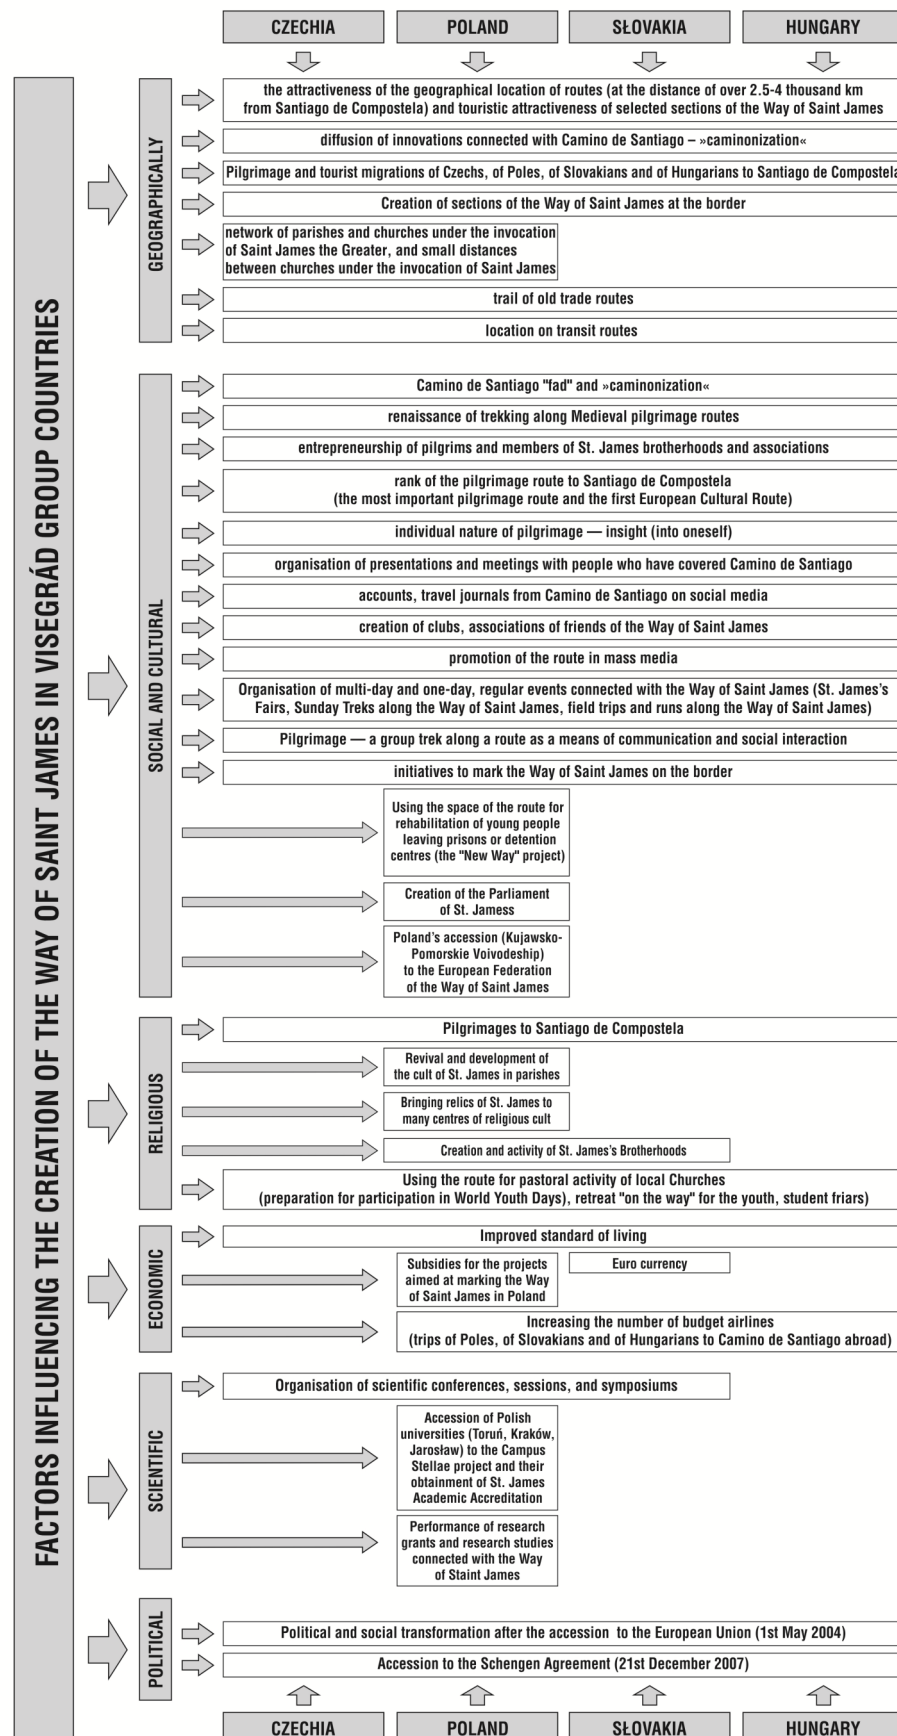 CZECHIA
POLAND
SŁOVAKIA
HUNGARY
FACTORS INFLUENCING THE CREATION OF THE WAY OF SAINT JAMES IN VISEGRÁD GROUP COUNTRIES
GEOGRAPHICALLY
the attractiveness of the geographical location of routes (at the distance of over 2.5-4 thousand km
from Santiago de Compostela) and touristic attractiveness of selected sections of the Way of Saint James
diffusion of innovations connected with Camino de Santiago – »caminonization«
Pilgrimage and tourist migrations of Czechs, of Poles, of Slovakians and of Hungarians to Santiago de Compostela
Creation of sections of the Way of Saint James at the border
network of parishes and churches under the invocation
of Saint James the Greater, and small distances
between churches under the invocation of Saint James
trail of old trade routes
location on transit routes
SOCIAL AND CULTURAL
Camino de Santiago "fad" and »caminonization«
renaissance of trekking along Medieval pilgrimage routes
entrepreneurship of pilgrims and members of St. James brotherhoods and associations
rank of the pilgrimage route to Santiago de Compostela
(the most important pilgrimage route and the first European Cultural Route)
individual nature of pilgrimage — insight (into oneself)
organisation of presentations and meetings with people who have covered Camino de Santiago
accounts, travel journals from Camino de Santiago on social media
creation of clubs, associations of friends of the Way of Saint James
promotion of the route in mass media
Organisation of multi-day and one-day, regular events connected with the Way of Saint James (St. James's
Fairs, Sunday Treks along the Way of Saint James, field trips and runs along the Way of Saint James)
Pilgrimage — a group trek along a route as a means of communication and social interaction
initiatives to mark the Way of Saint James on the border
Using the space of the route for
rehabilitation of young people
leaving prisons or detention
centres (the "New Way" project)
Creation of the Parliament
of St. Jamess
Poland's accession (Kujawsko-
Pomorskie Voivodeship)
to the European Federation
of the Way of Saint James
RELIGIOUS
Pilgrimages to Santiago de Compostela
Revival and development of
the cult of St. James in parishes
Bringing relics of St. James to
many centres of religious cult
Creation and activity of St. James's Brotherhoods
Using the route for pastoral activity of local Churches
(preparation for participation in World Youth Days), retreat "on the way" for the youth, student friars)
ECONOMIC
Improved standard of living
Subsidies for the projects
aimed at marking the Way
of Saint James in Poland
Euro currency
Increasing the number of budget airlines
(trips of Poles, of Slovakians and of Hungarians to Camino de Santiago abroad)
SCIENTIFIC
Organisation of scientific conferences, sessions, and symposiums
Accession of Polish
universities (Toruń, Kraków,
Jarosław) to the Campus
Stellae project and their
obtainment of St. James
Academic Accreditation
Performance of research
grants and research studies
connected with the Way
of Staint James
POLITICAL
Political and social transformation after the accession to the European Union (1st May 2004)
Accession to the Schengen Agreement (21st December 2007)
CZECHIA
POLAND
SŁOVAKIA
HUNGARY